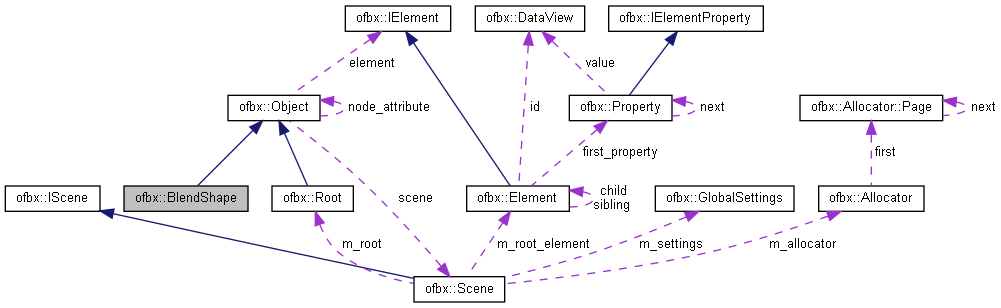 ofbx::IElement
ofbx::DataView
ofbx::IElementProperty
element
value
id
ofbx::Object
node_attribute
ofbx::Property
next
ofbx::Allocator::Page
next
first_property
first
ofbx::IScene
ofbx::BlendShape
ofbx::Root
scene
ofbx::Element
child
sibling
ofbx::GlobalSettings
ofbx::Allocator
m_root
m_root_element
m_settings
m_allocator
ofbx::Scene